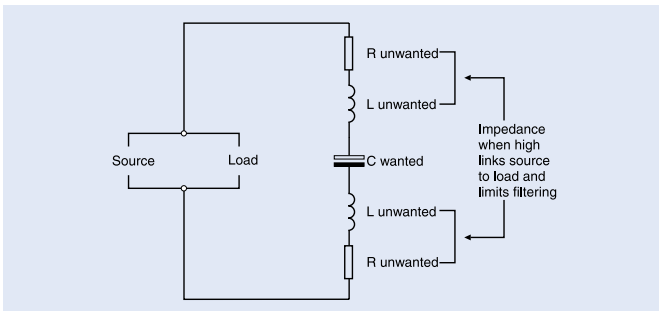 R unwanted
L unwanted
Source
Load
C wanted
Impedance
when high
links source
to load and
limits filtering
L unwanted
R unwanted